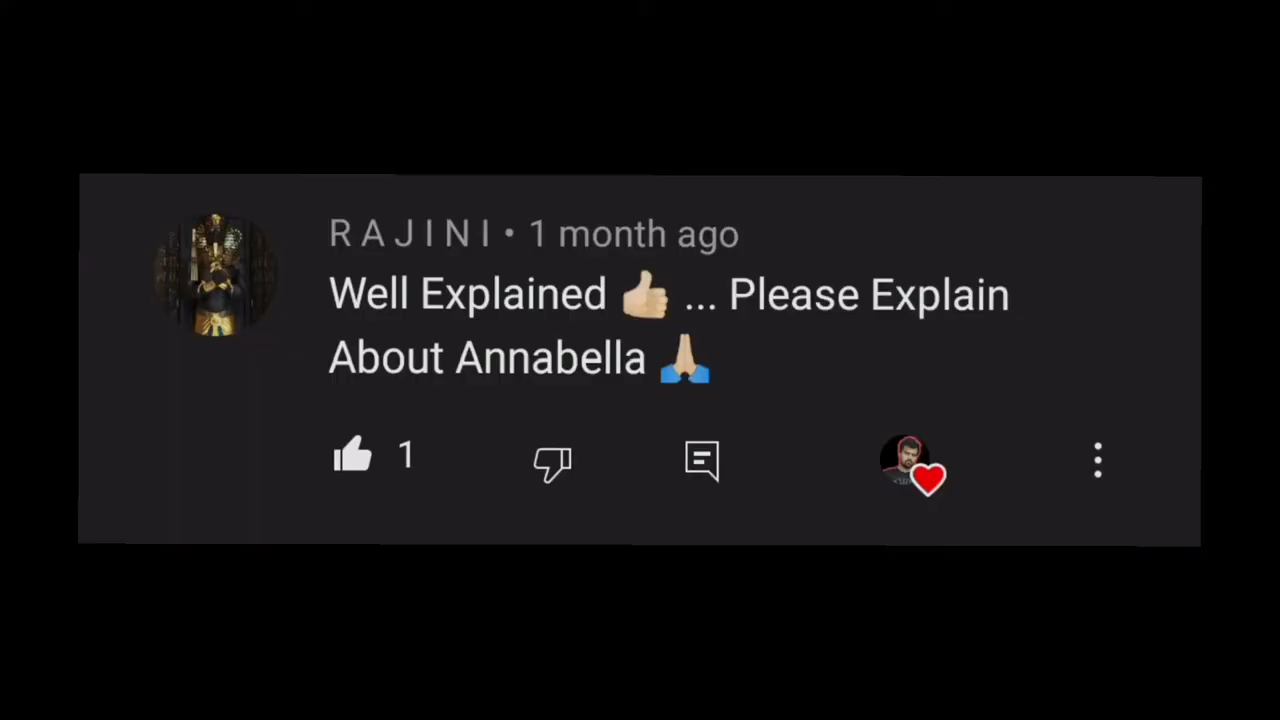 R A J I N I • 1 month ago
Well Explained 👍🏼 ... Please Explain
About Annabella 🙏🏼
1